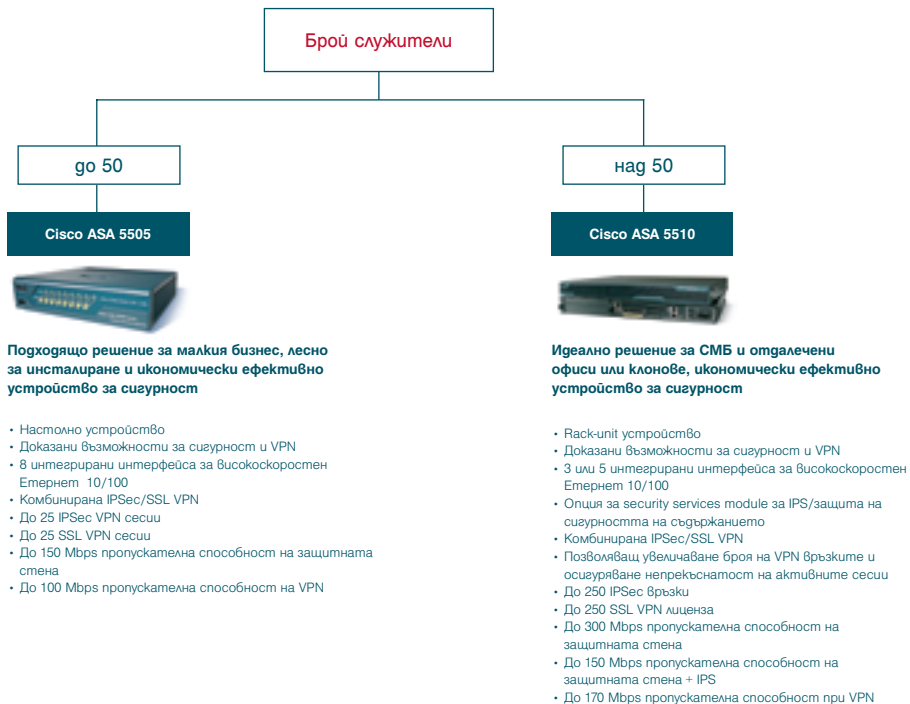 Брой служители
до 50
Cisco ASA 5505
Подходящо решение за малкия бизнес, лесно
за инсталиране и икономически ефективно
устройство за сигурност
• Настолно устройство
• Доказани възможности за сигурност и VPN
• 8 интегрирани интерфейса за високоскоростен
Етернет 10/100
• Комбинирана IPSec/SSL VPN
• До 25 IPSec VPN сесии
• До 25 SSL VPN сесии
• До 150 Mbps пропускателна способност на защитната
стена
• До 100 Mbps пропускателна способност на VPN
над 50
Cisco ASA 5510
Идеално решение за СМБ и отдалечени
офиси или клонове, икономически ефективно
устройство за сигурност
• Rack-unit устройство
• Доказани възможности за сигурност и VPN
• 3 или 5 интегрирани интерфейса за високоскоростен
Етернет 10/100
• Опция за security services module за IPS/защита на
сигурността на съдържанието
• Комбинирана IPSec/SSL VPN
• Позволяващ увеличаване броя на VPN връзките и
осигуряване непрекъснатост на активните сесии
• До 250 IPSec връзки
• До 250 SSL VPN лиценза
• До 300 Mbps пропускателна способност на
защитната стена
• До 150 Mbps пропускателна способност на
защитната стена + IPS
• До 170 Mbps пропускателна способност при VPN